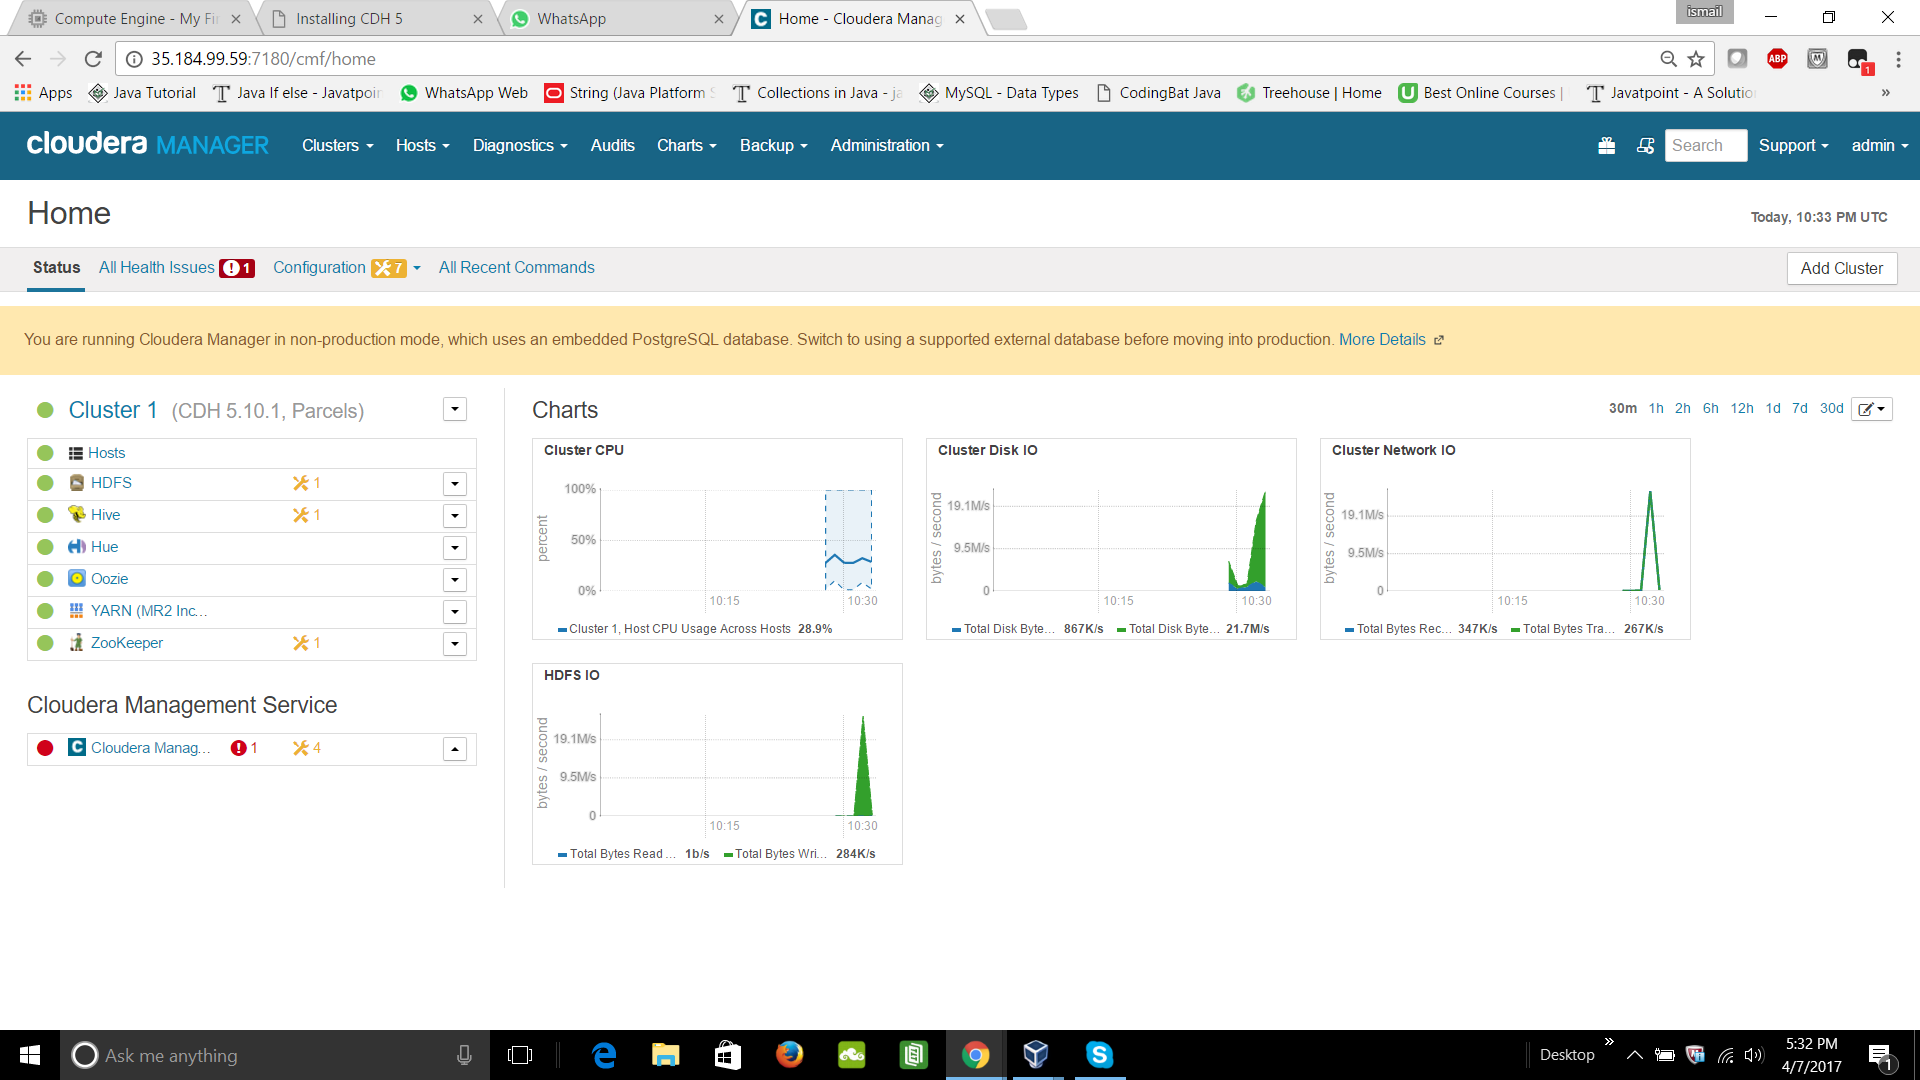 Compute Engine - My Fi
Installing CDH 5
WhatsApp
Home - Cloudera Manag
ismail
35.184.99.59:7180/cmf/home
ABP
1
Apps
Java Tutorial
Java If else - Javatpoin
WhatsApp Web
String (Java Platform S
Collections in Java - ja
MySQL - Data Types
CodingBat Java
Treehouse | Home
Best Online Courses |
Javatpoint - A Solutio
»
cloudera MANAGER
Clusters
Hosts
Diagnostics
Audits
Charts
Backup
Administration
Search
Support
admin
Home
Today, 10:33 PM UTC
Status
All Health Issues 1
Configuration 7
All Recent Commands
Add Cluster
You are running Cloudera Manager in non-production mode, which uses an embedded PostgreSQL database. Switch to using a supported external database before moving into production. More Details
Cluster 1 (CDH 5.10.1, Parcels)
Hosts
HDFS 1
Hive 1
Hue
Oozie
YARN (MR2 Inc...
ZooKeeper 1
Cloudera Management Service
C Cloudera Manag... 1 4
Charts
30m 1h 2h 6h 12h 1d 7d 30d
Cluster CPU
percent
100%
50%
0%
10:15
10:30
Cluster 1, Host CPU Usage Across Hosts 28.9%
Cluster Disk IO
bytes / second
19.1M/s
9.5M/s
0
10:15
10:30
Total Disk Byte... 867K/s Total Disk Byte... 21.7M/s
Cluster Network IO
bytes / second
19.1M/s
9.5M/s
0
10:15
10:30
Total Bytes Rec... 347K/s Total Bytes Tra... 267K/s
HDFS IO
bytes / second
19.1M/s
9.5M/s
0
10:15
10:30
Total Bytes Read ... 1b/s Total Bytes Wri... 284K/s
Ask me anything
Desktop
»
5:32 PM
4/7/2017
1